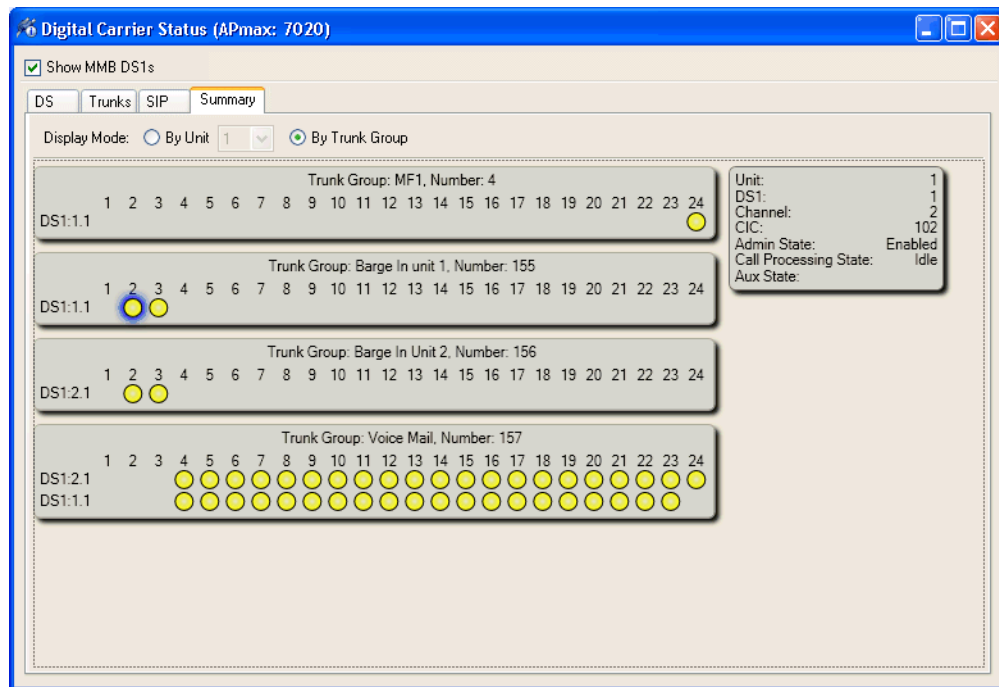 Digital Carrier Status (APmax: 7020)
Show MMB DS1s
DS Trunks SIP Summary
Display Mode: By Unit 1 By Trunk Group
Trunk Group: MF1, Number: 4
1 2 3 4 5 6 7 8 9 10 11 12 13 14 15 16 17 18 19 20 21 22 23 24
DS1:1.1
Trunk Group: Barge In unit 1, Number: 155
1 2 3 4 5 6 7 8 9 10 11 12 13 14 15 16 17 18 19 20 21 22 23 24
DS1:1.1
Trunk Group: Barge In Unit 2, Number: 156
1 2 3 4 5 6 7 8 9 10 11 12 13 14 15 16 17 18 19 20 21 22 23 24
DS1:2.1
Trunk Group: Voice Mail, Number: 157
1 2 3 4 5 6 7 8 9 10 11 12 13 14 15 16 17 18 19 20 21 22 23 24
DS1:2.1
DS1:1.1
Unit: 1
DS1: 1
Channel: 2
CIC: 102
Admin State: Enabled
Call Processing State: Idle
Aux State: